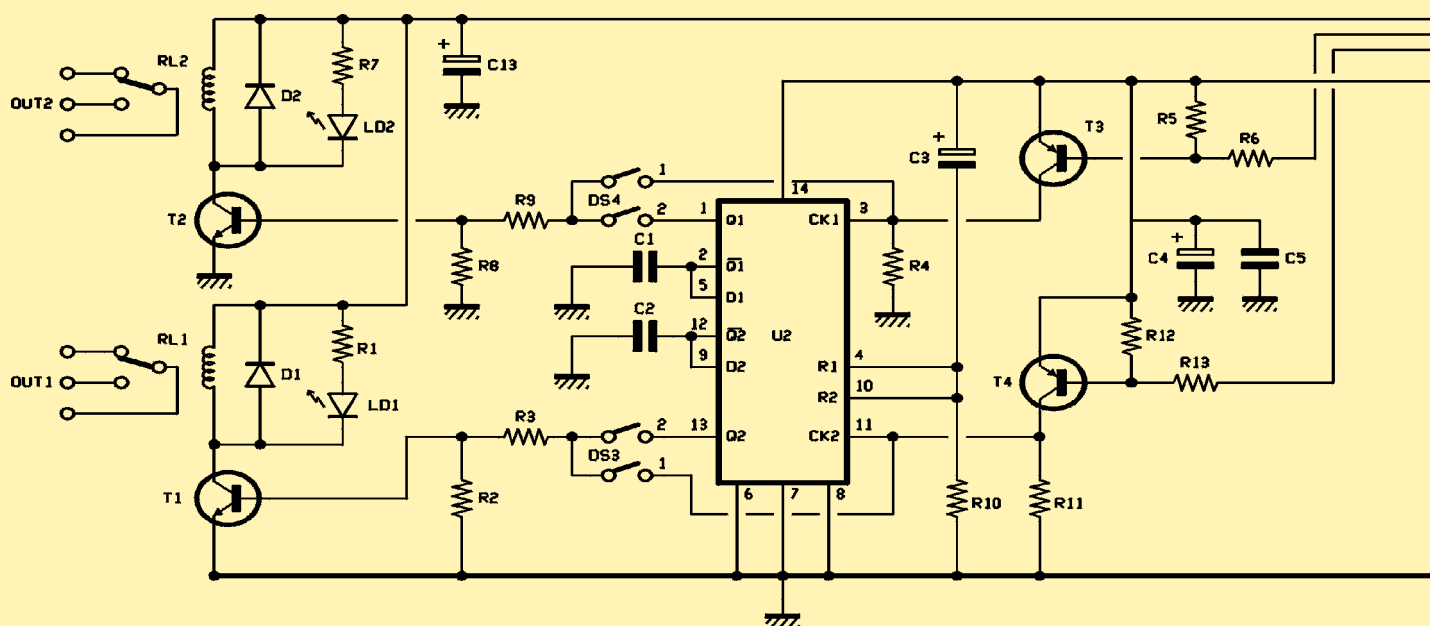 RL2
OUT2
D2
R7
LD2
+
C13
T2
R9
R8
1
DS4
2
C1
C2
14
1
Q1
CK1
3
2
Q̅1̅
5
D1
12
Q̅2̅
9
D2
U2
R1
4
R2
10
13
Q2
CK2
11
6
7
8
+
C3
R4
T3
R5
R6
+
C4
C5
R12
T4
R13
RL1
OUT1
D1
R1
LD1
T1
R3
R2
2
DS3
1
R10
R11